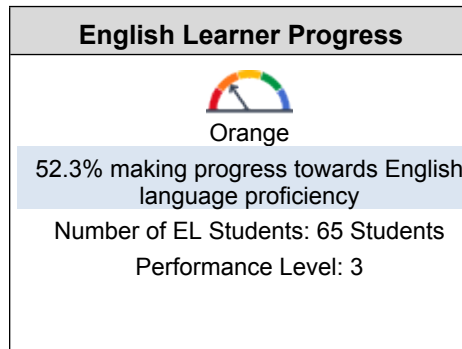 English Learner Progress
Orange
52.3% making progress towards English
language proficiency
Number of EL Students: 65 Students
Performance Level: 3